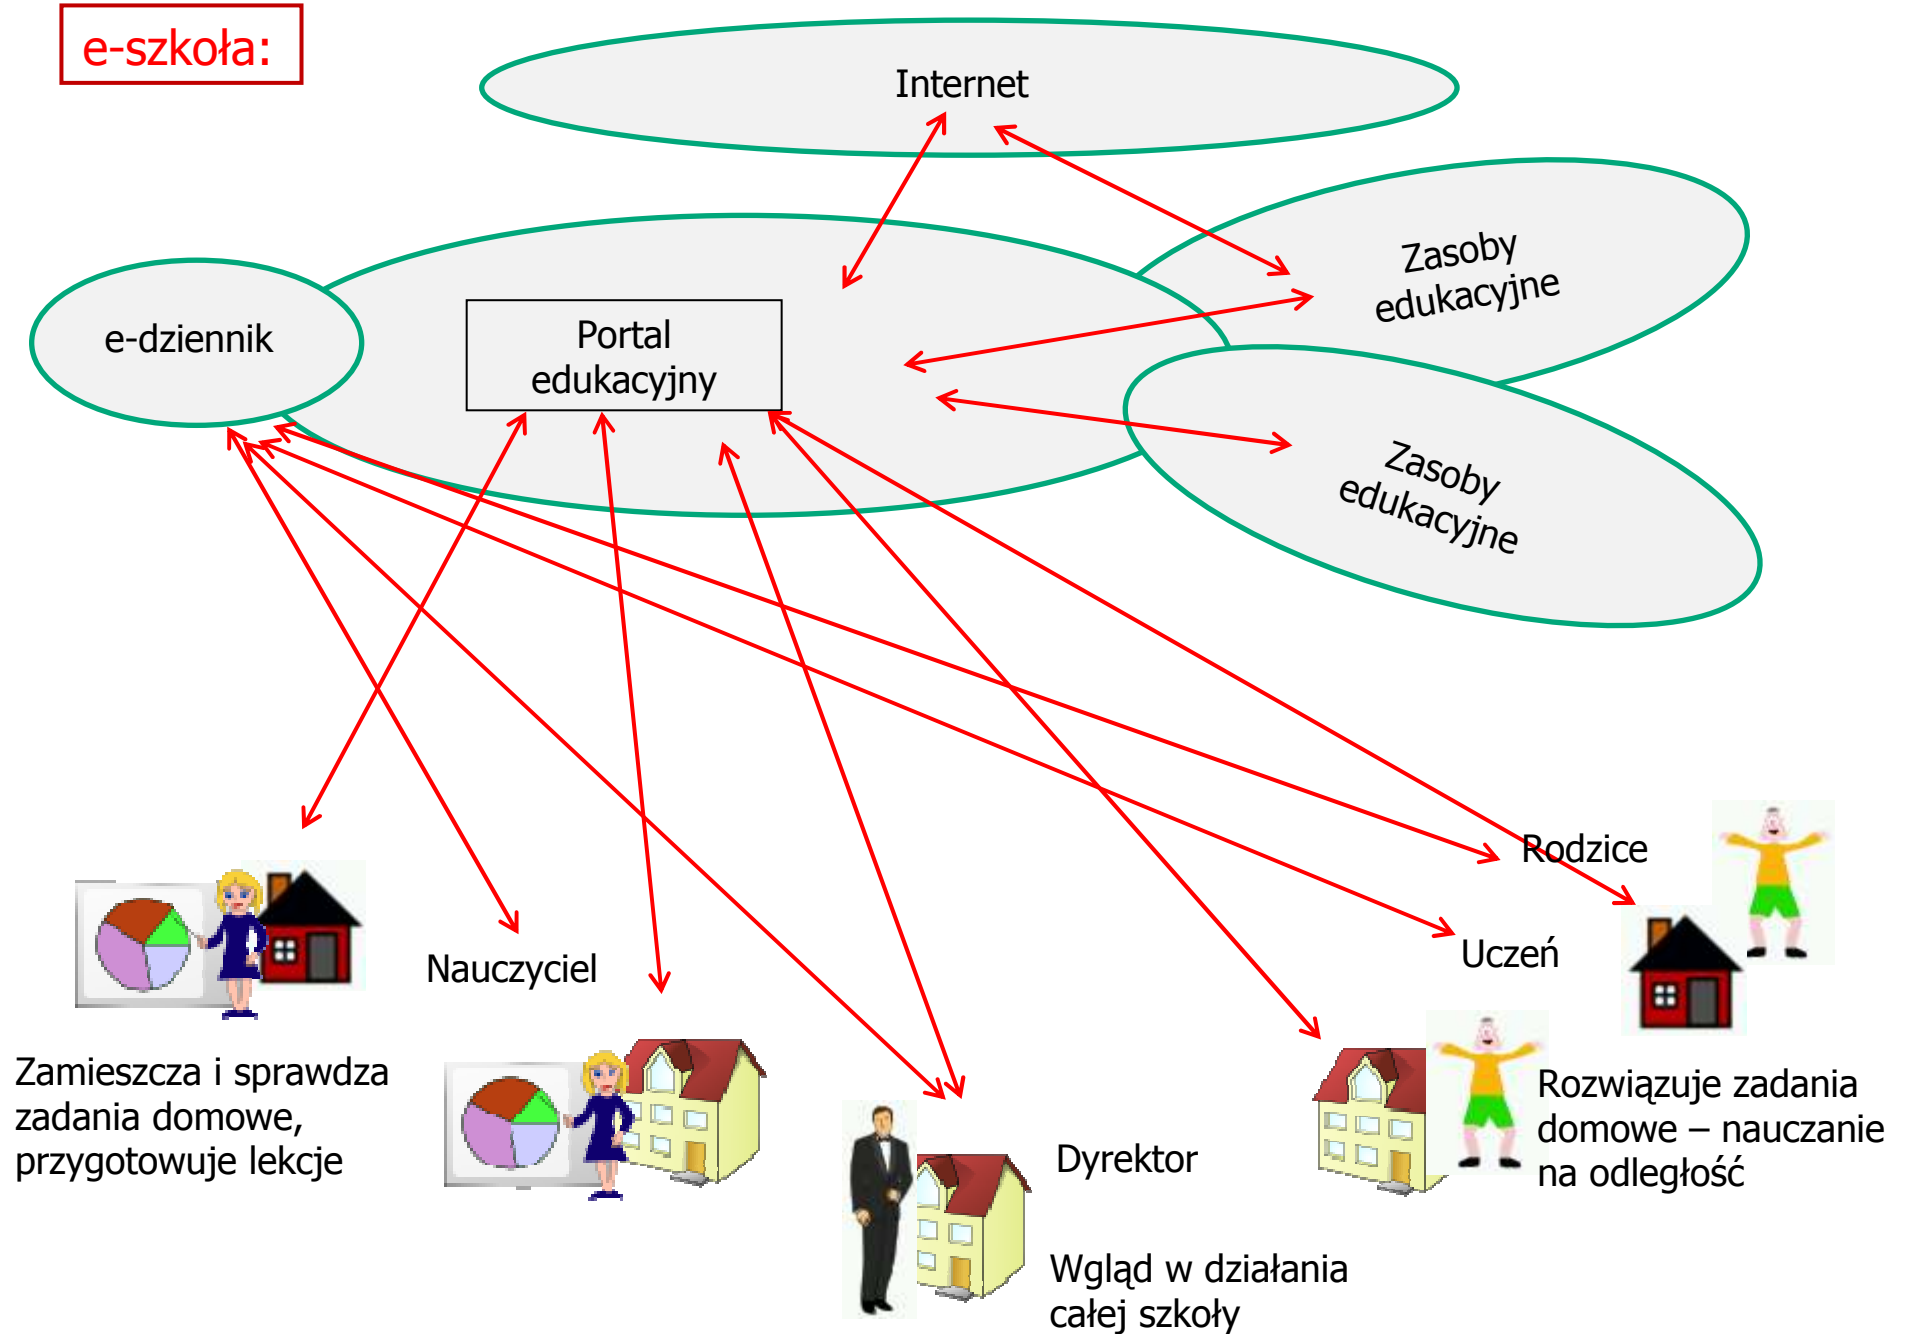 e-szkoła:
Internet
Zasoby
edukacyjne
e-dziennik
Portal
edukacyjny
Zasoby
edukacyjne
Rodzice
Uczeń
Nauczyciel
Zamieszcza i sprawdza
zadania domowe,
przygotowuje lekcje
Rozwiązuje zadania
domowe – nauczanie
na odległość
Dyrektor
Wgląd w działania
całej szkoły